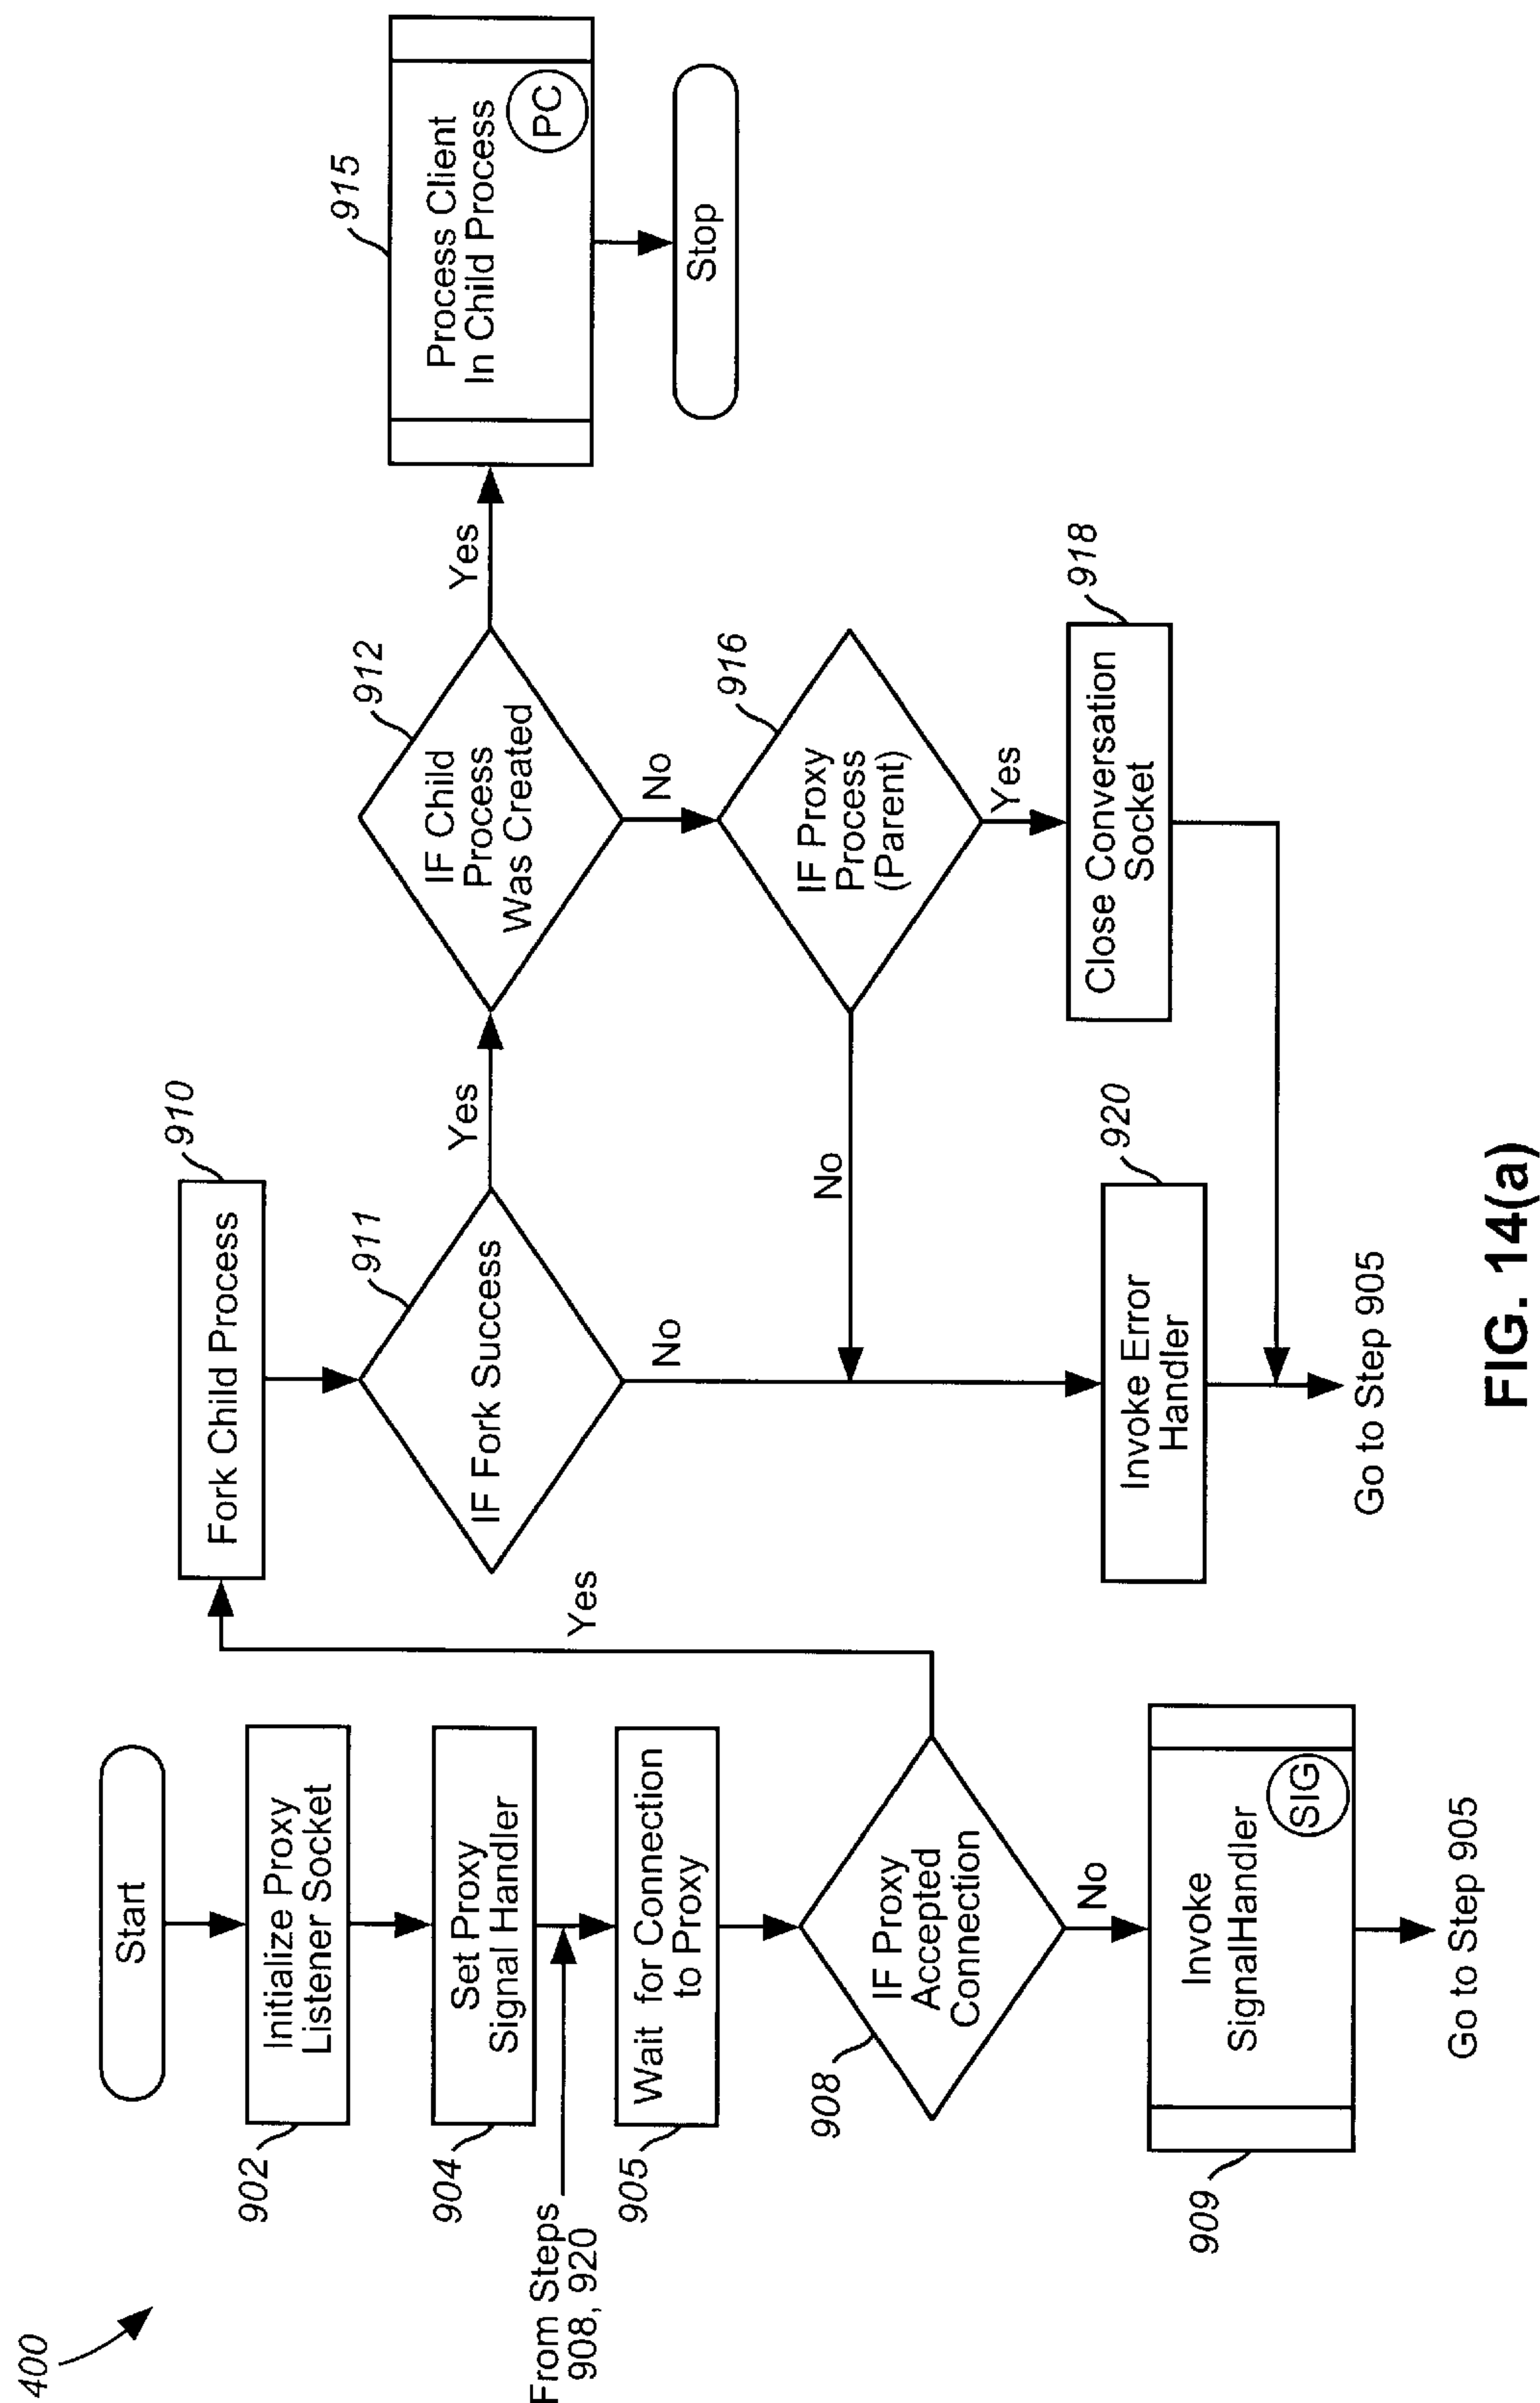 400
Start
902
Initialize Proxy
Listener Socket
904
Set Proxy
Signal Handler
From Steps
908, 920
905
Wait for Connection
to Proxy
908
IF Proxy
Accepted
Connection
Yes
No
909
Invoke
SignalHandler
SIG
Go to Step 905
910
Fork Child Process
911
IF Fork Success
Yes
No
912
IF Child
Process
Was Created
Yes
No
915
Process Client
In Child Process
PC
Stop
916
IF Proxy
Process
(Parent)
No
Yes
918
Close Conversation
Socket
920
Invoke Error
Handler
Go to Step 905
FIG. 14(a)